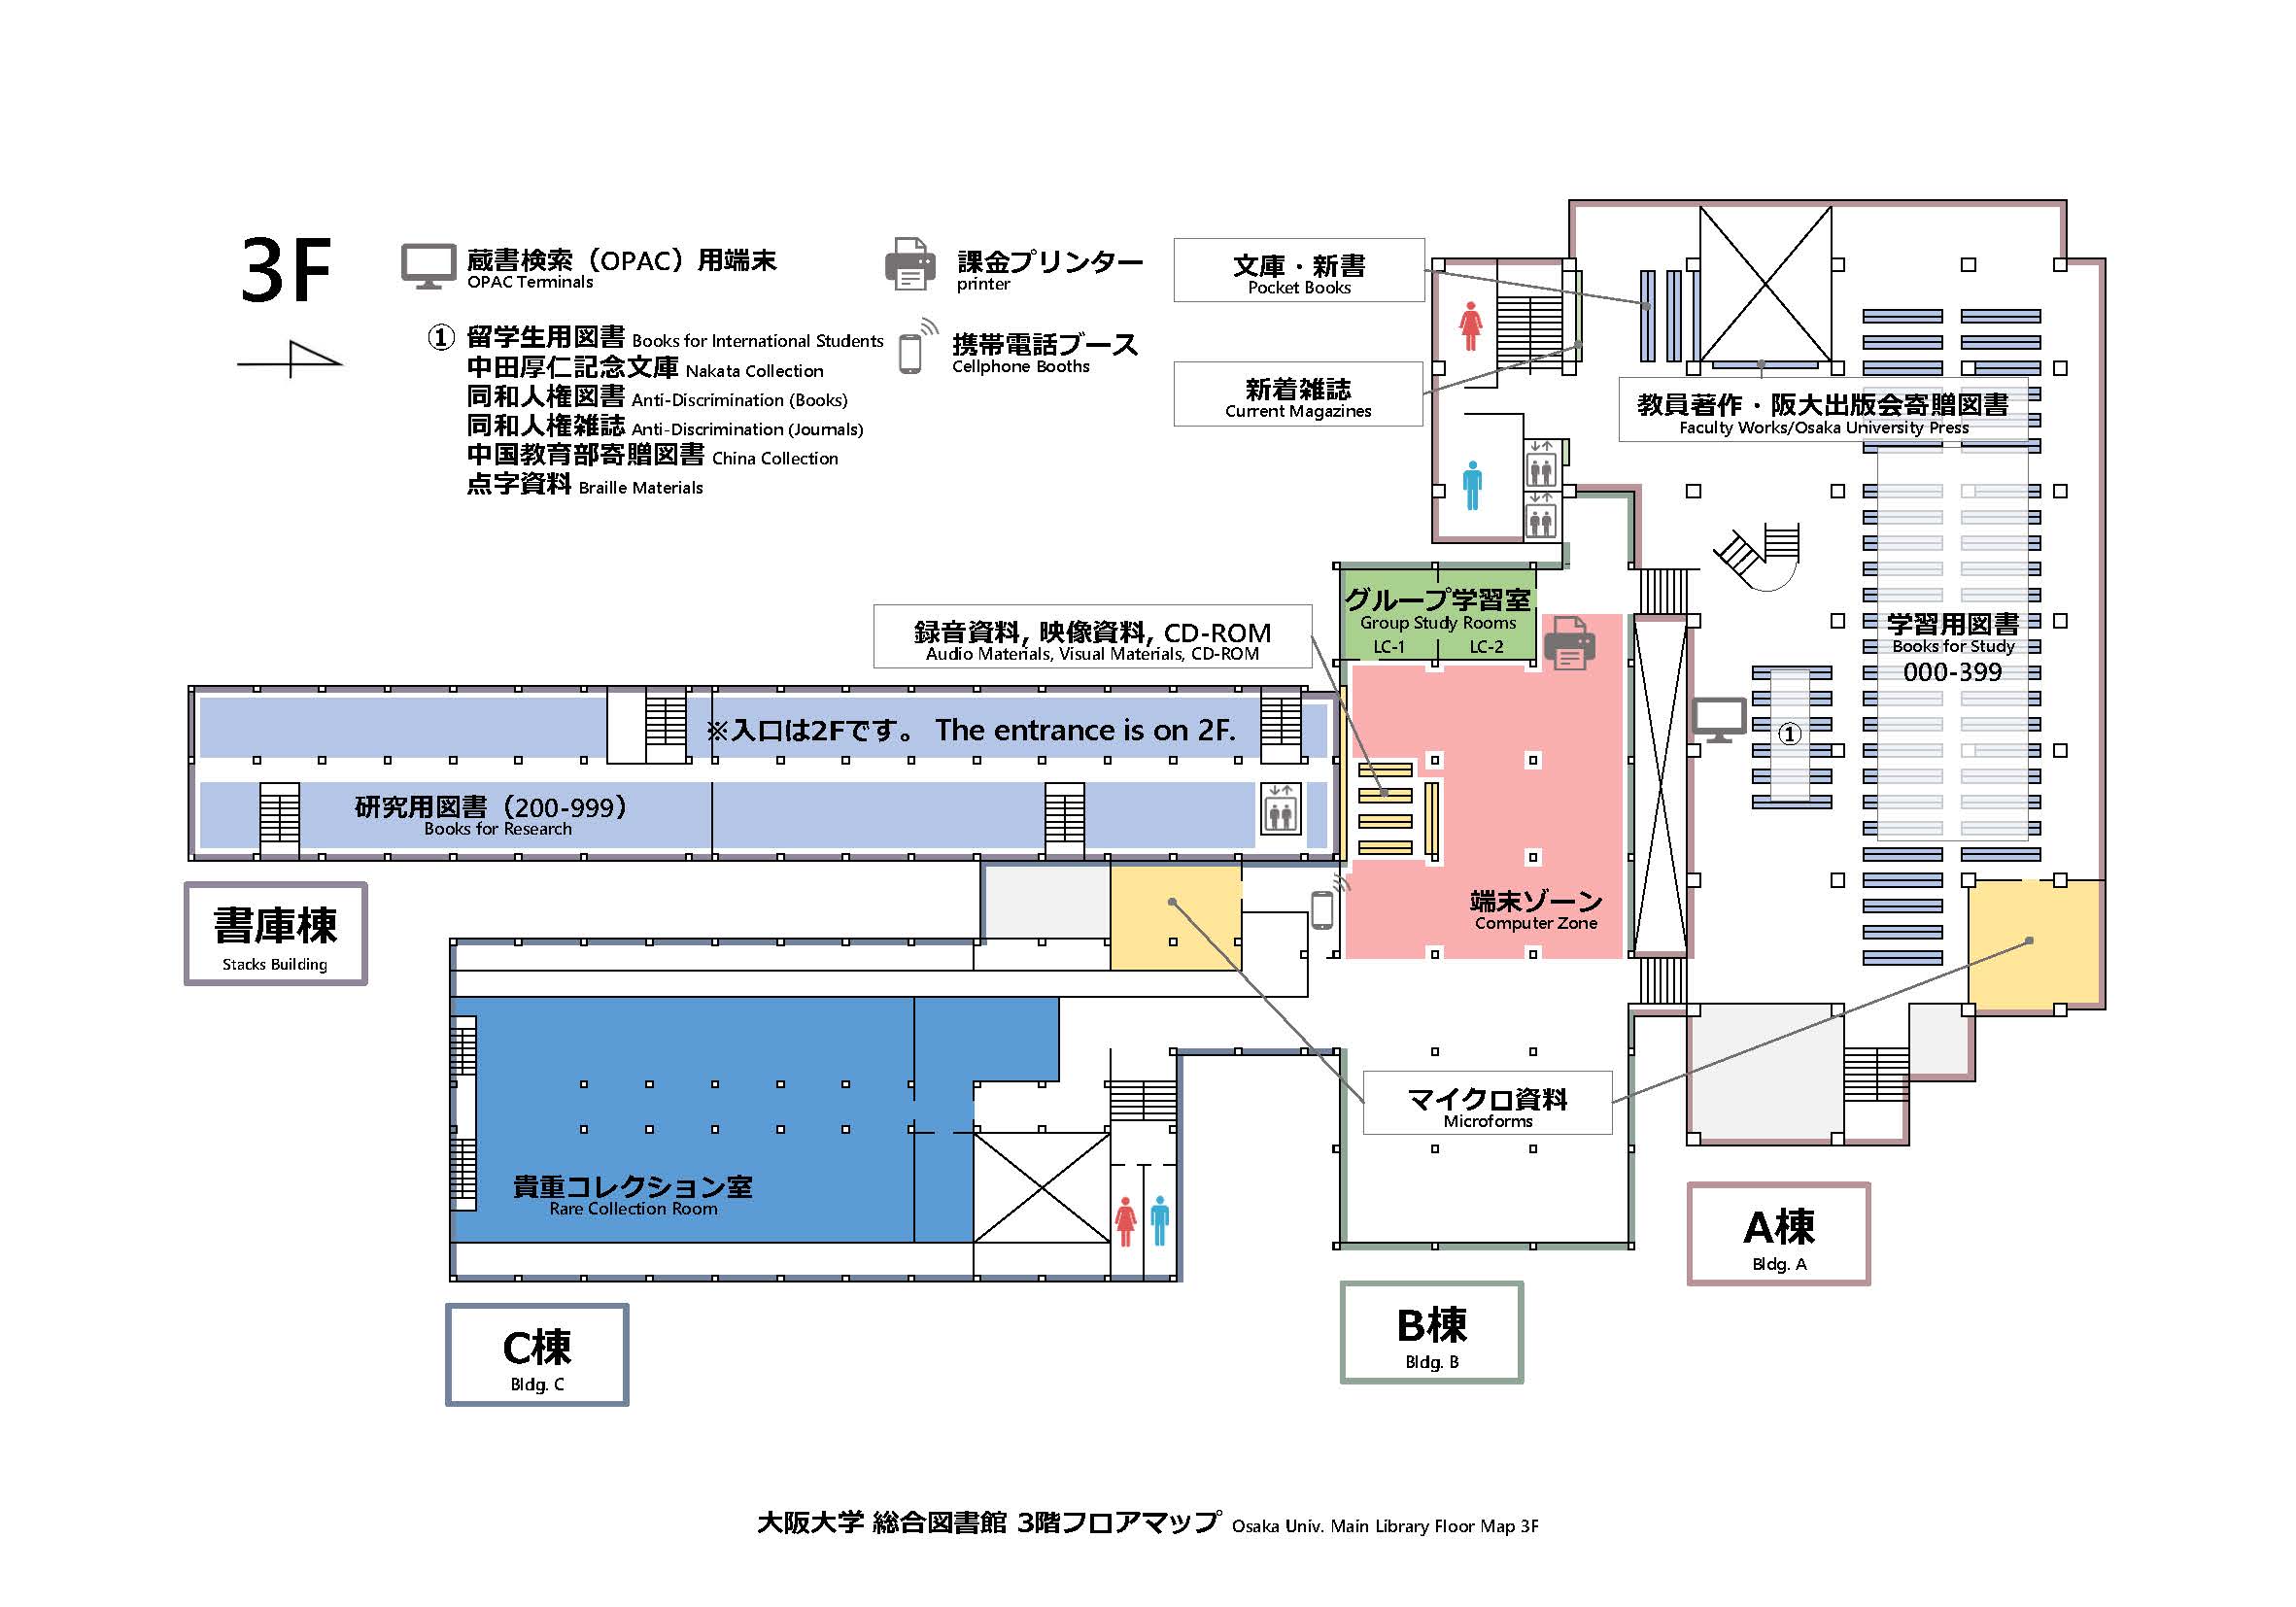 3F
蔵書検索（OPAC）用端末
OPAC Terminals
① 留学生用図書 Books for International Students
中田厚仁記念文庫 Nakata Collection
同和人権図書 Anti-Discrimination (Books)
同和人権雑誌 Anti-Discrimination (Journals)
中国教育部寄贈図書 China Collection
点字資料 Braille Materials
課金プリンター
printer
携帯電話ブース
Cellphone Booths
文庫・新書
Pocket Books
新着雑誌
Current Magazines
教員著作・阪大出版会寄贈図書
Faculty Works/Osaka University Press
グループ学習室
Group Study Rooms
LC-1 LC-2
録音資料, 映像資料, CD-ROM
Audio Materials, Visual Materials, CD-ROM
学習用図書
Books for Study
000-399
①
※入口は2Fです。 The entrance is on 2F.
研究用図書（200-999）
Books for Research
端末ゾーン
Computer Zone
書庫棟
Stacks Building
マイクロ資料
Microforms
貴重コレクション室
Rare Collection Room
A棟
Bldg. A
B棟
Bldg. B
C棟
Bldg. C
大阪大学 総合図書館 3階フロアマップ Osaka Univ. Main Library Floor Map 3F